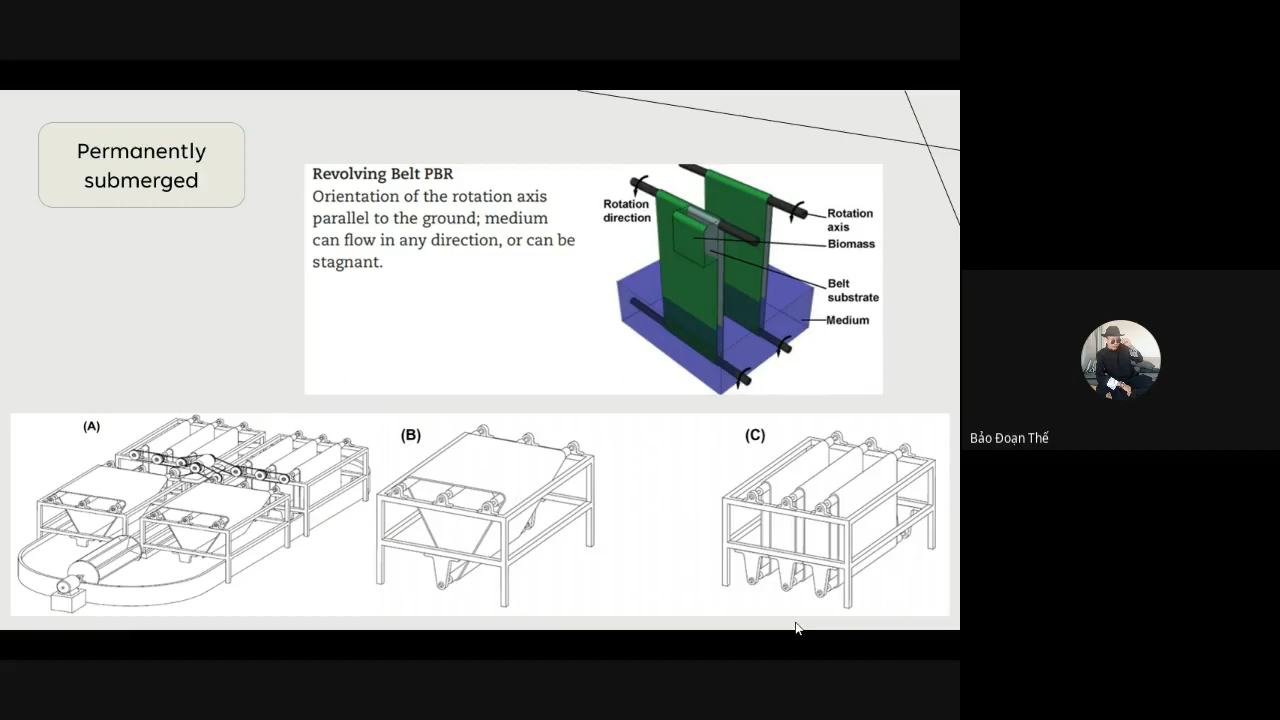 Permanently
submerged
Revolving Belt PBR
Orientation of the rotation axis
parallel to the ground; medium
can flow in any direction, or can be
stagnant.
Rotation
direction
Rotation
axis
Biomass
Belt
substrate
Medium
(A)
(B)
(C)
Bảo Đoạn Thế